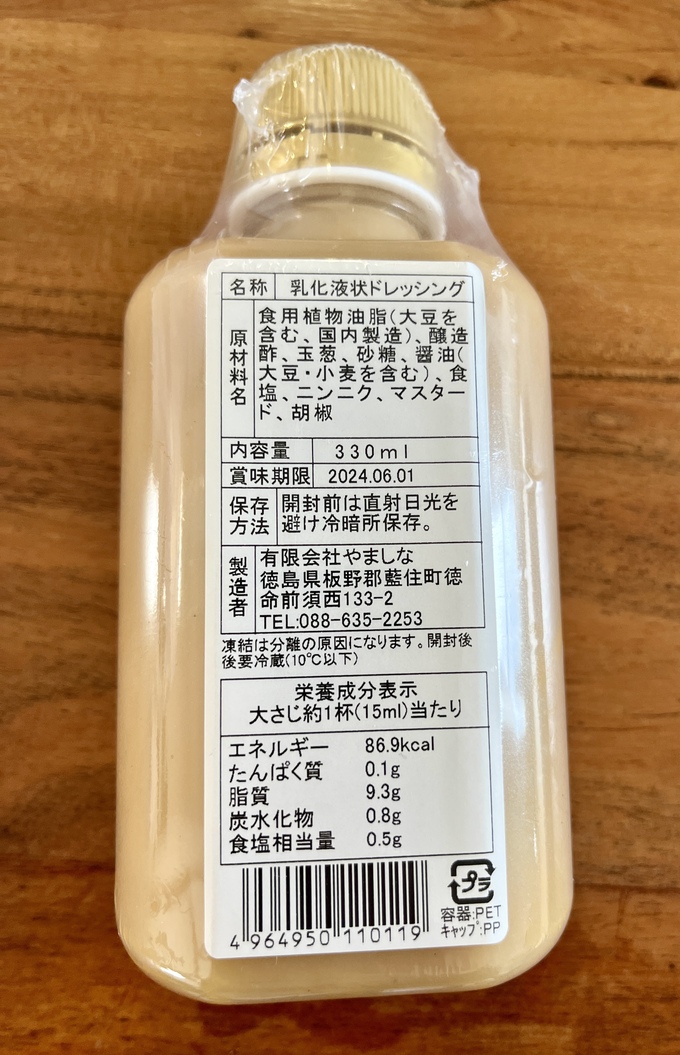 名称 乳化液状ドレッシング
原材料名
食用植物油脂(大豆を
含む、国内製造)、醸造
酢、玉葱、砂糖、醤油(
大豆・小麦を含む)、食
塩、ニンニク、マスター
ド、胡椒
内容量 330ml
賞味期限 2024.06.01
保存方法
開封前は直射日光を
避け冷暗所保存。
製造者
有限会社やましな
徳島県板野郡藍住町徳
命前須西133-2
TEL:088-635-2253
凍結は分離の原因になります。開封後
後要冷蔵(10℃以下)
栄養成分表示
大さじ約1杯(15ml)当たり
エネルギー 86.9kcal
たんぱく質 0.1g
脂質 9.3g
炭水化物 0.8g
食塩相当量 0.5g
4 964950 110119
プラ
容器:PET
キャップ:PP